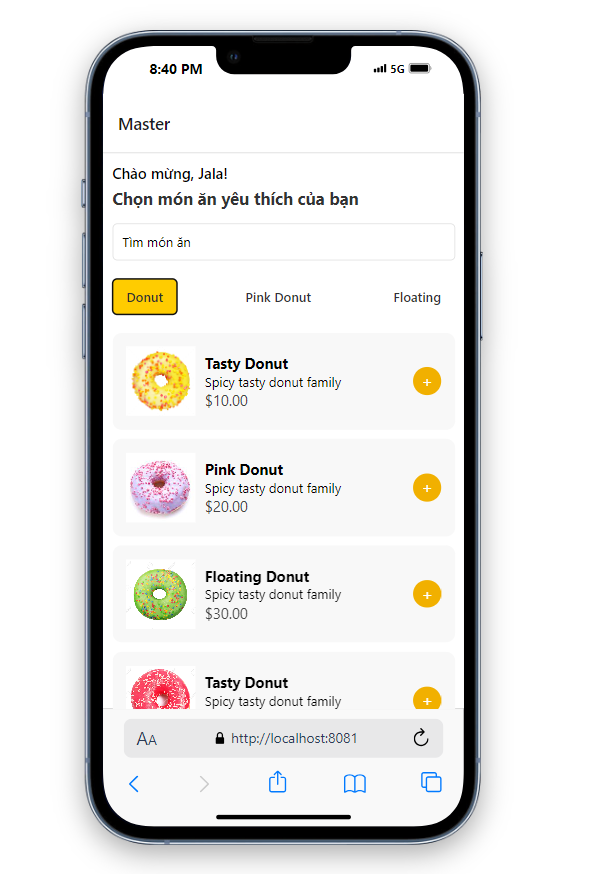 8:40 PM 5G
Master
Chào mừng, Jala!
Chọn món ăn yêu thích của bạn
Tìm món ăn
Donut Pink Donut Floating
Tasty Donut
Spicy tasty donut family
$10.00
+
Pink Donut
Spicy tasty donut family
$20.00
+
Floating Donut
Spicy tasty donut family
$30.00
+
Tasty Donut
Spicy tasty donut family
+
AA http://localhost:8081